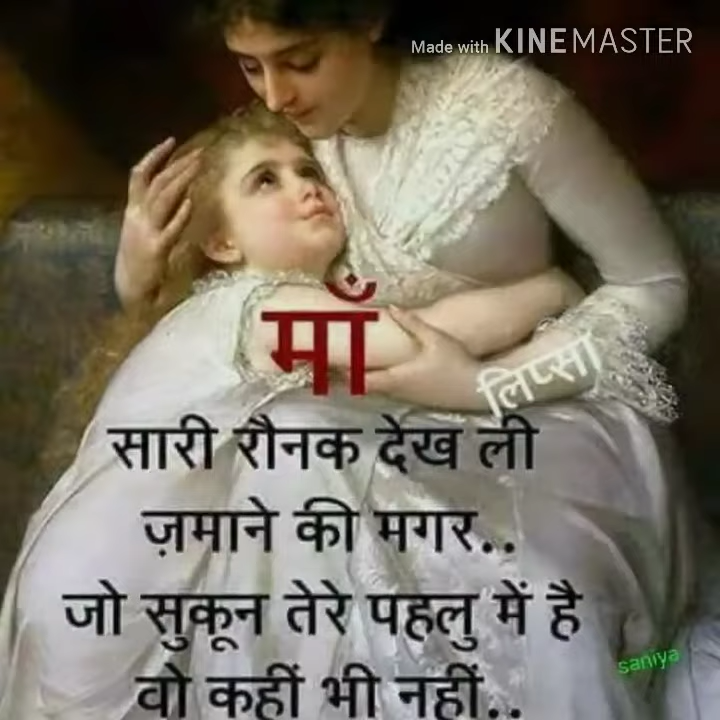 Made with KINEMASTER
माँ
लिप्सा
सारी रौनक देख ली
ज़माने की मगर..
जो सुकून तेरे पहलु में है
saniya
वो कहीं भी नहीं..